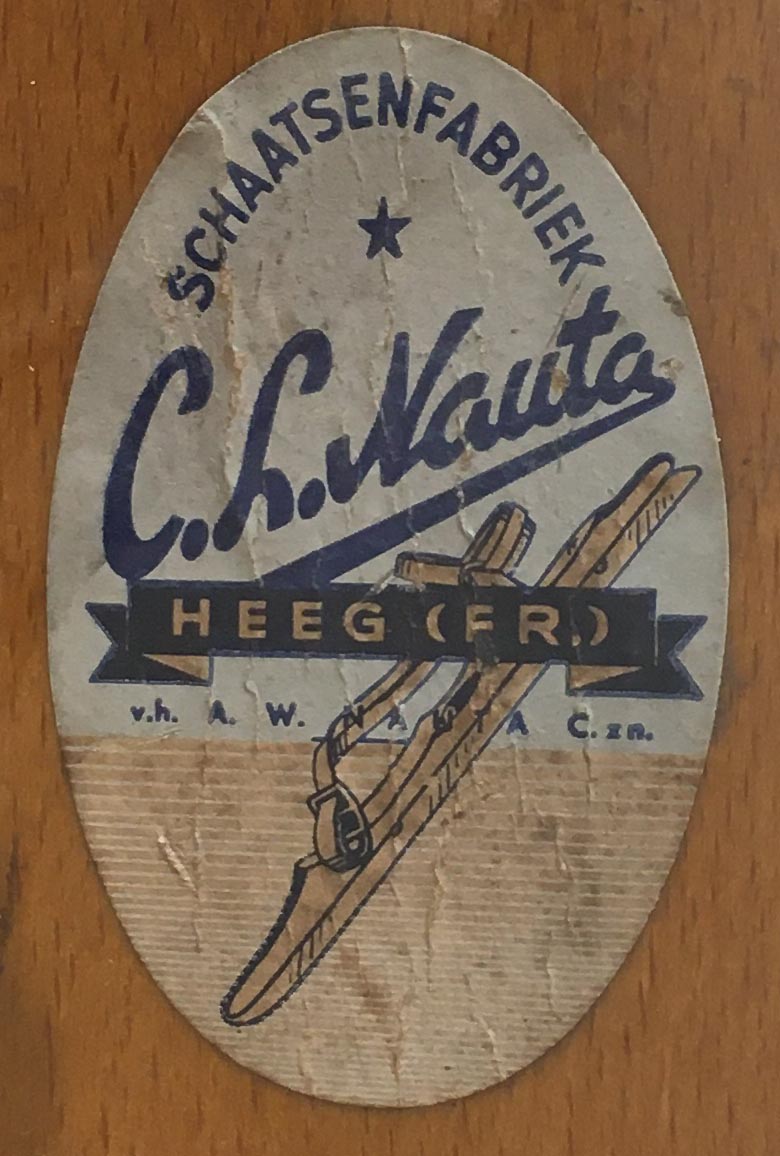 SCHAATSENFABRIEK
C.L. Nauta
HEEG (FR.)
v.h. A. W. NAUTA C.zn.